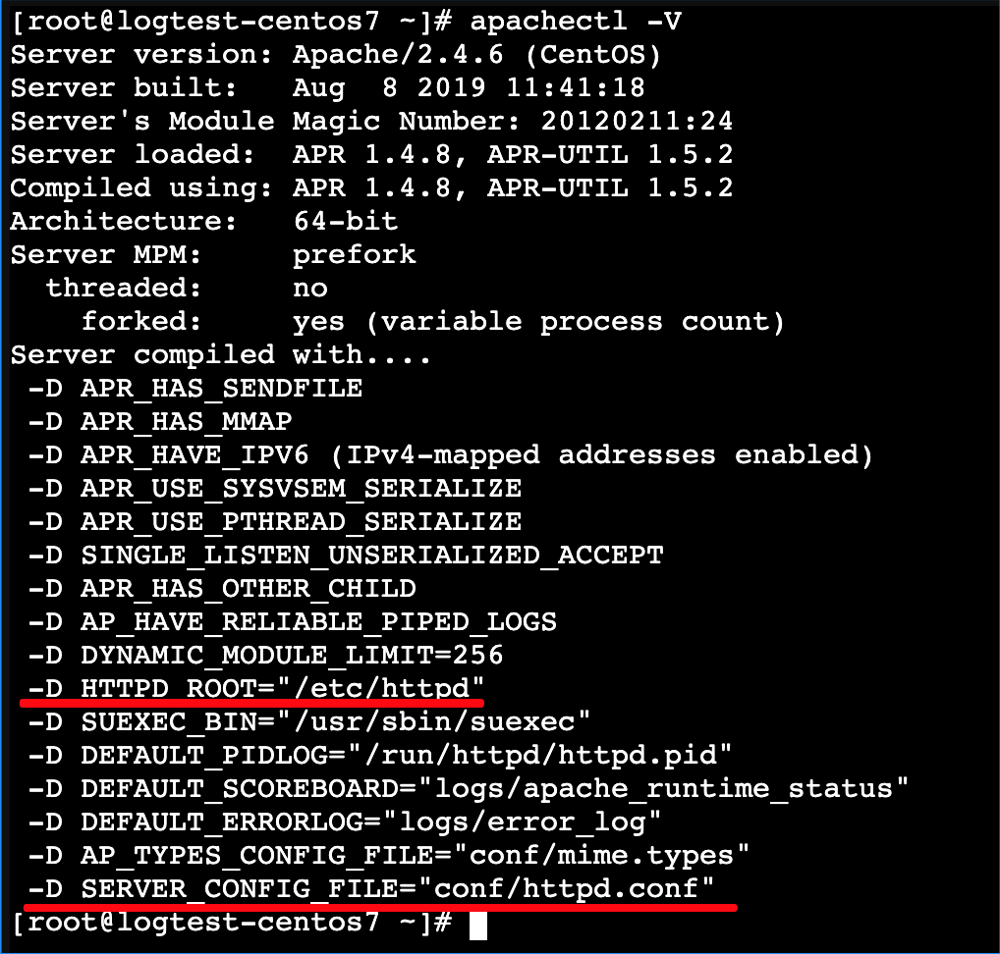 [root@logtest-centos7 ~]# apachectl -V
Server version: Apache/2.4.6 (CentOS)
Server built:   Aug  8 2019 11:41:18
Server's Module Magic Number: 20120211:24
Server loaded:  APR 1.4.8, APR-UTIL 1.5.2
Compiled using: APR 1.4.8, APR-UTIL 1.5.2
Architecture:   64-bit
Server MPM:     prefork
  threaded:     no
    forked:     yes (variable process count)
Server compiled with....
 -D APR_HAS_SENDFILE
 -D APR_HAS_MMAP
 -D APR_HAVE_IPV6 (IPv4-mapped addresses enabled)
 -D APR_USE_SYSVSEM_SERIALIZE
 -D APR_USE_PTHREAD_SERIALIZE
 -D SINGLE_LISTEN_UNSERIALIZED_ACCEPT
 -D APR_HAS_OTHER_CHILD
 -D AP_HAVE_RELIABLE_PIPED_LOGS
 -D DYNAMIC_MODULE_LIMIT=256
 -D HTTPD_ROOT="/etc/httpd"
 -D SUEXEC_BIN="/usr/sbin/suexec"
 -D DEFAULT_PIDLOG="/run/httpd/httpd.pid"
 -D DEFAULT_SCOREBOARD="logs/apache_runtime_status"
 -D DEFAULT_ERRORLOG="logs/error_log"
 -D AP_TYPES_CONFIG_FILE="conf/mime.types"
 -D SERVER_CONFIG_FILE="conf/httpd.conf"
[root@logtest-centos7 ~]#